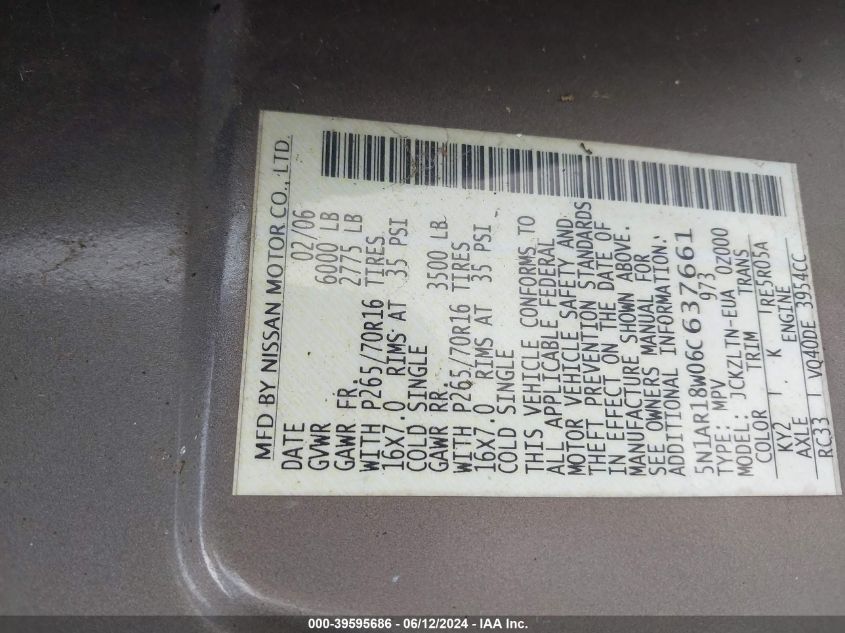 MFD BY NISSAN MOTOR CO., LTD.
DATE 02/06
GVWR 6000 LB
GAWR FR. 2775 LB
WITH P265/70R16 TIRES
16X7.0 RIMS AT 35 PSI
COLD SINGLE
GAWR RR. 3500 LB
WITH P265/70R16 TIRES
16X7.0 RIMS AT 35 PSI
COLD SINGLE
THIS VEHICLE CONFORMS TO
ALL APPLICABLE FEDERAL
MOTOR VEHICLE SAFETY AND
THEFT PREVENTION STANDARDS
IN EFFECT ON THE DATE OF
MANUFACTURE SHOWN ABOVE.
SEE OWNERS MANUAL FOR
ADDITIONAL INFORMATION.
5N1AR18W06C637661
TYPE: MPV 973
MODEL: JCKZLTN-EUA 0Z000
COLOR TRIM TRANS
KY2 K RE5R05A
AXLE ENGINE
RC33 VQ40DE 3954CC
000-39595686 - 06/12/2024 - IAA Inc.